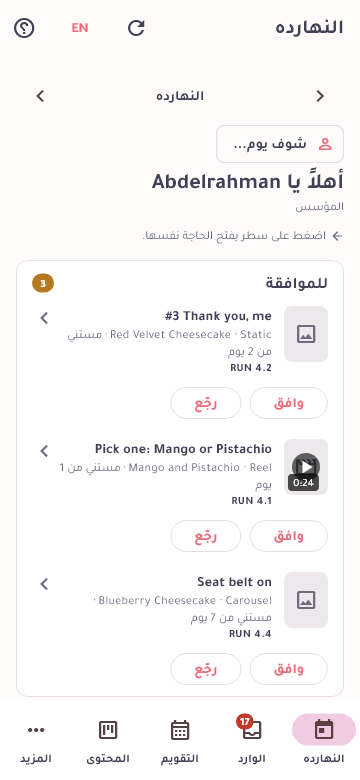 النهارده
EN
النهارده
شوف يوم...
أهلاً يا Abdelrahman
المؤسس
← اضغط على سطر يفتح الحاجة نفسها.
للموافقة
3
#3 Thank you, me
Red Velvet Cheesecake · Static · مستني
من 2 يوم
RUN 4.2
وافق
رجّع
Pick one: Mango or Pistachio
Mango and Pistachio · Reel · مستني من 1
يوم
RUN 4.1
0:24
وافق
رجّع
Seat belt on
Blueberry Cheesecake · Carousel ·
مستني من 7 يوم
RUN 4.4
وافق
رجّع
17
النهارده
الوارد
التقويم
المحتوى
المزيد